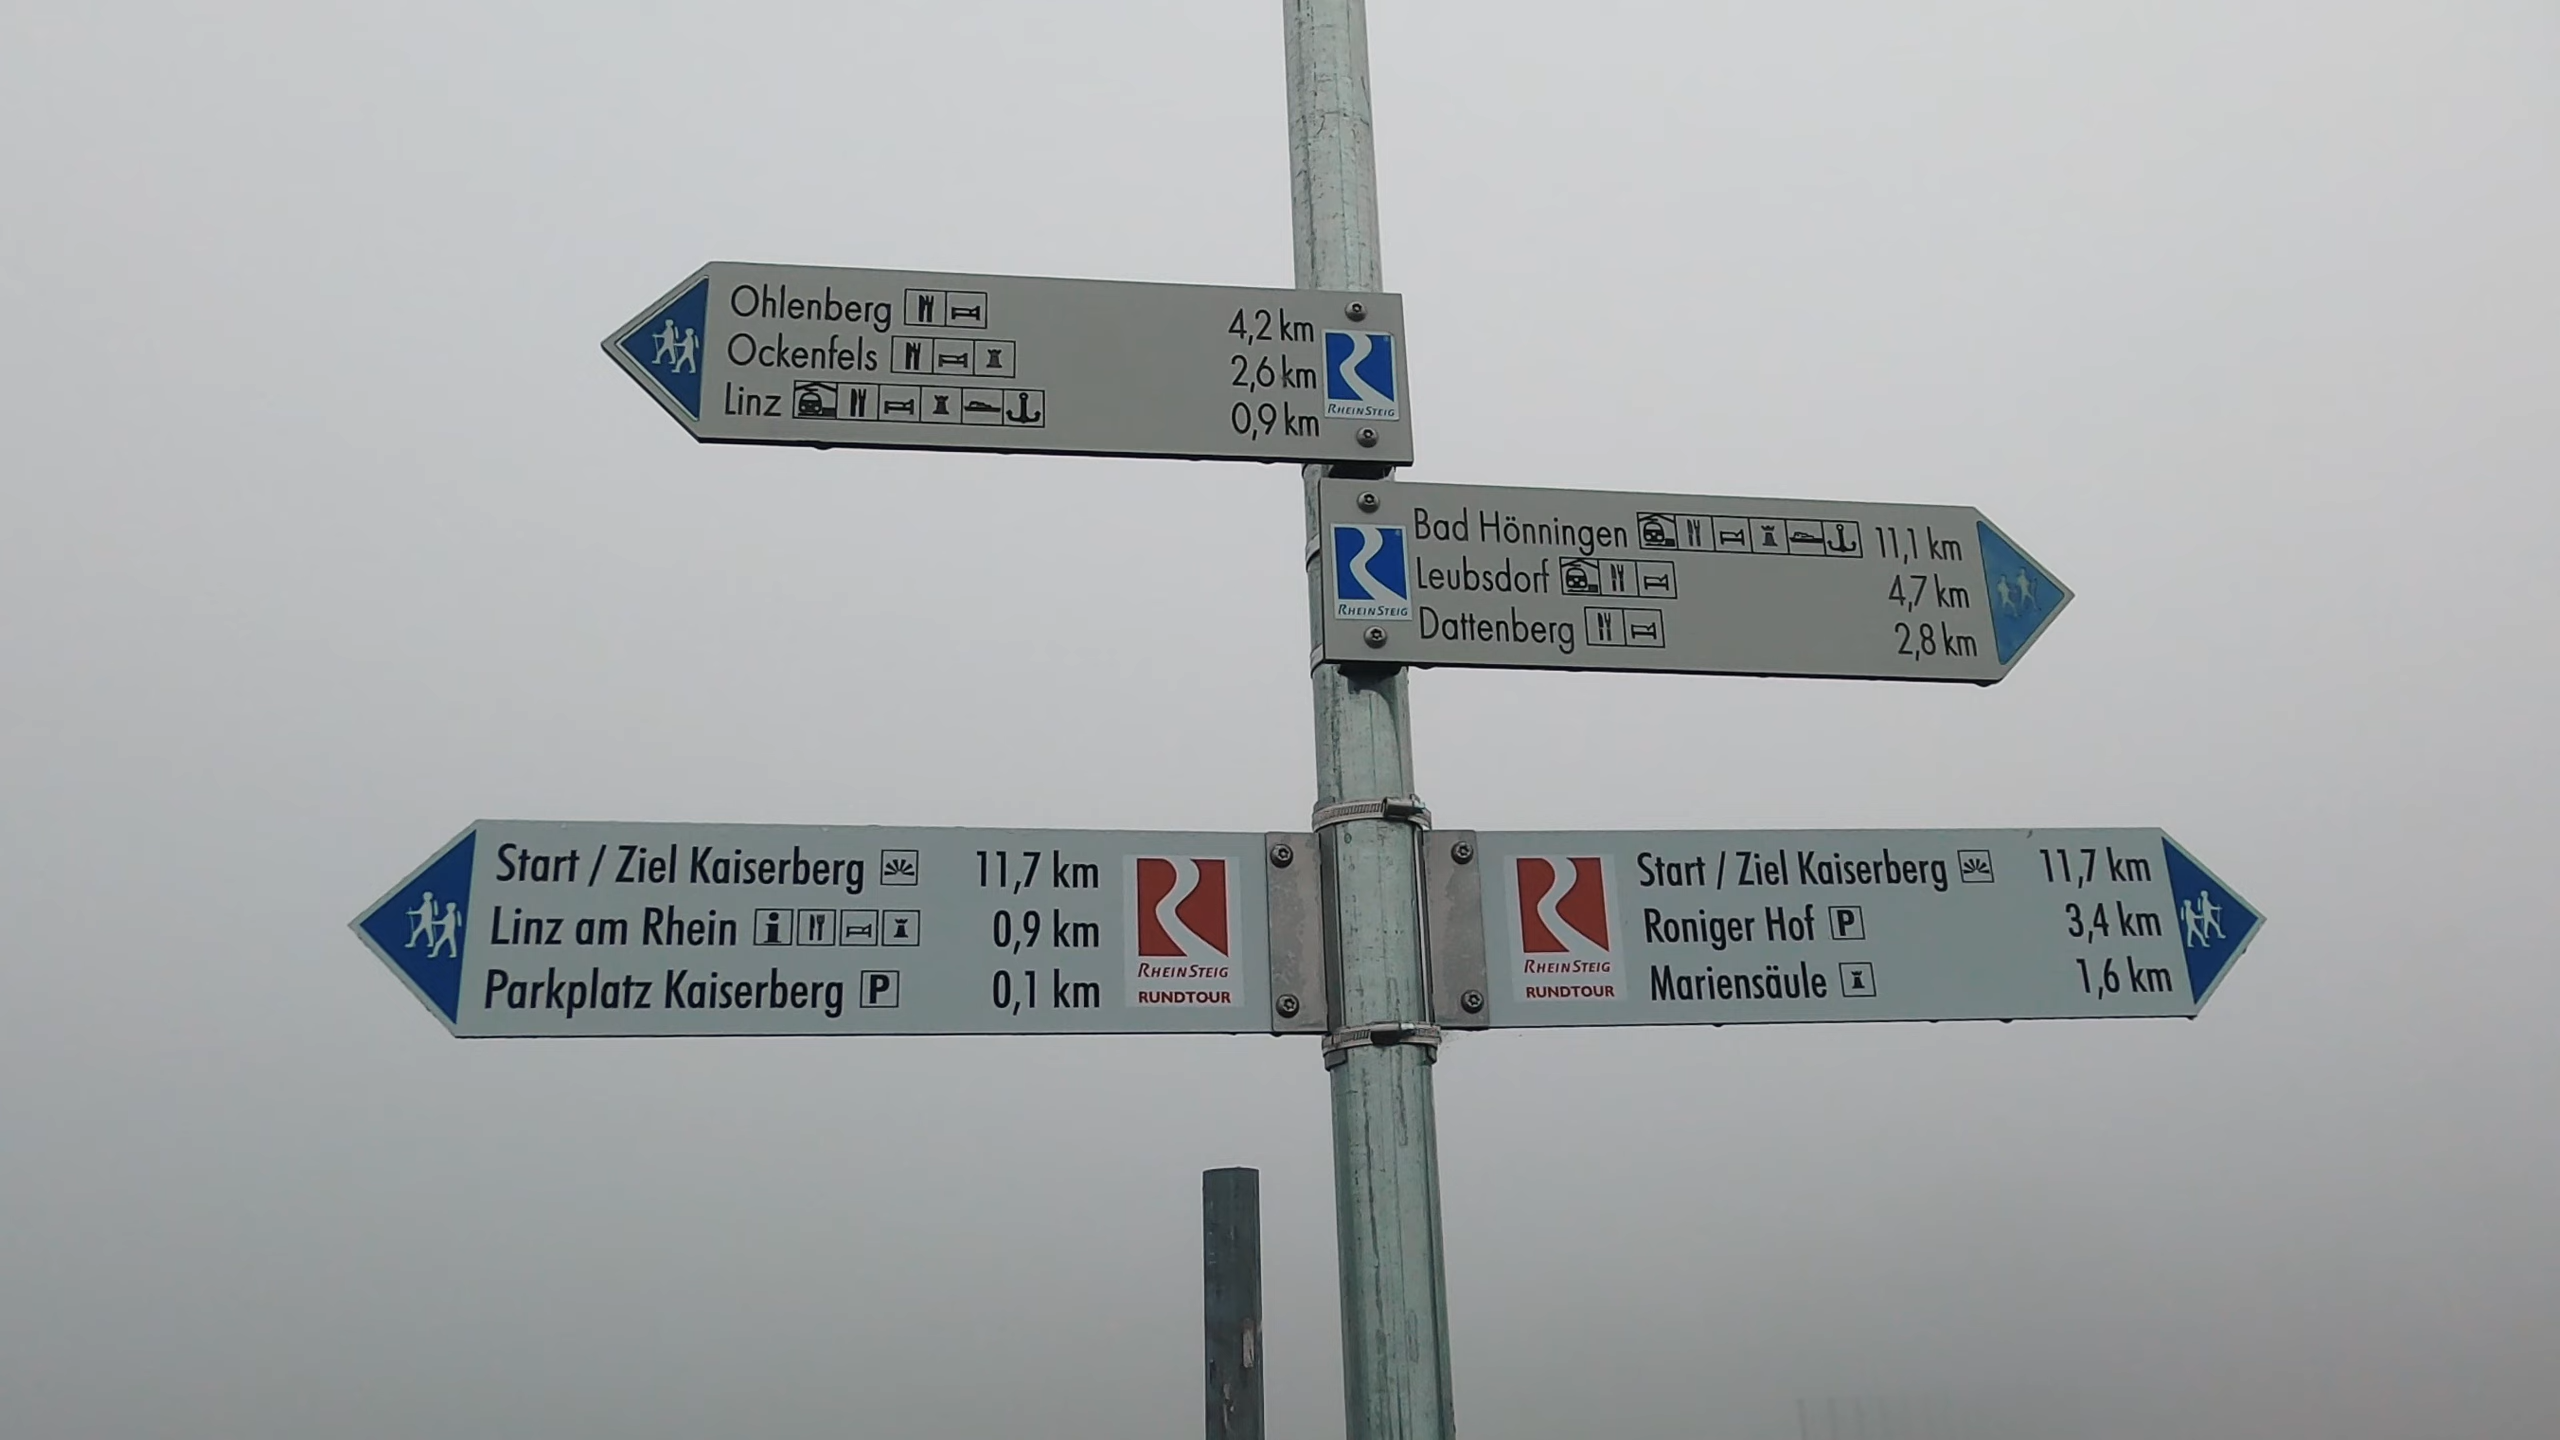 Ohlenberg 4,2 km
Ockenfels 2,6 km
Linz 0,9 km
RHEINSTEIG
Bad Hönningen 11,1 km
Leubsdorf 4,7 km
Dattenberg 2,8 km
RHEINSTEIG
Start / Ziel Kaiserberg 11,7 km
Linz am Rhein i 0,9 km
Parkplatz Kaiserberg P 0,1 km
RHEINSTEIG
RUNDTOUR
Start / Ziel Kaiserberg 11,7 km
Roniger Hof P 3,4 km
Mariensäule 1,6 km
RHEINSTEIG
RUNDTOUR